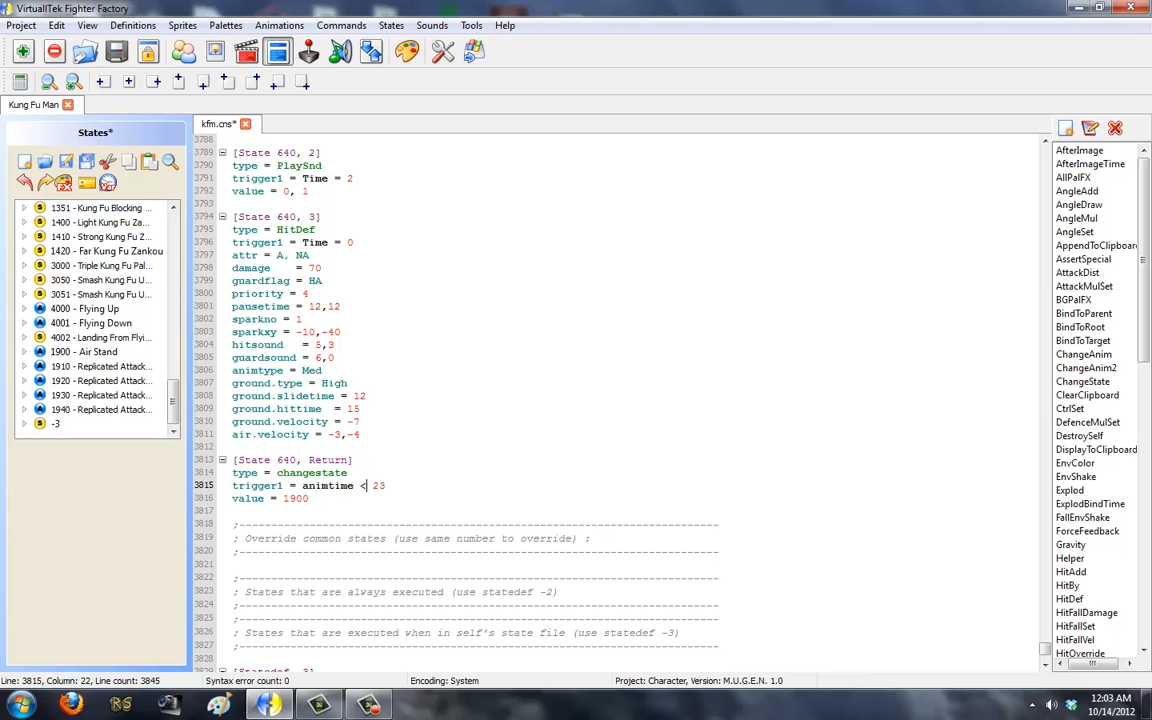 VirtuallTek Fighter Factory
Project Edit View Definitions Sprites Palettes Animations Commands States Sounds Tools Help
Kung Fu Man
States*
kfm.cns*
1351 - Kung Fu Blocking ...
1400 - Light Kung Fu Za...
1410 - Strong Kung Fu Z...
1420 - Far Kung Fu Zankou
3000 - Triple Kung Fu Pal...
3050 - Smash Kung Fu U...
3051 - Smash Kung Fu U...
4000 - Flying Up
4001 - Flying Down
4002 - Landing From Flyi...
1900 - Air Stand
1910 - Replicated Attack...
1920 - Replicated Attack...
1930 - Replicated Attack...
1940 - Replicated Attack...
-3
3788
3789 [State 640, 2]
3790 type = PlaySnd
3791 trigger1 = Time = 2
3792 value = 0, 1
3793
3794 [State 640, 3]
3795 type = HitDef
3796 trigger1 = Time = 0
3797 attr = A, NA
3798 damage = 70
3799 guardflag = HA
3800 priority = 4
3801 pausetime = 12,12
3802 sparkno = 1
3803 sparkxy = -10,-40
3804 hitsound = 5,3
3805 guardsound = 6,0
3806 animtype = Med
3807 ground.type = High
3808 ground.slidetime = 12
3809 ground.hittime = 15
3810 ground.velocity = -7
3811 air.velocity = -3,-4
3812
3813 [State 640, Return]
3814 type = changestate
3815 trigger1 = animtime < 23
3816 value = 1900
3817
3818 ;---------------------------------------------------------------------------
3819 ; Override common states (use same number to override) :
3820 ;---------------------------------------------------------------------------
3821
3822 ;---------------------------------------------------------------------------
3823 ; States that are always executed (use statedef -2)
3824 ;---------------------------------------------------------------------------
3825 ;---------------------------------------------------------------------------
3826 ; States that are executed when in self's state file (use statedef -3)
3827 ;---------------------------------------------------------------------------
3828
3829 [Statedef -3]
AfterImage
AfterImageTime
AllPalFX
AngleAdd
AngleDraw
AngleMul
AngleSet
AppendToClipboar
AssertSpecial
AttackDist
AttackMulSet
BGPalFX
BindToParent
BindToRoot
BindToTarget
ChangeAnim
ChangeAnim2
ChangeState
ClearClipboard
CtrlSet
DefenceMulSet
DestroySelf
DisplayToClipboard
EnvColor
EnvShake
Explod
ExplodBindTime
FallEnvShake
ForceFeedback
Gravity
Helper
HitAdd
HitBy
HitDef
HitFallDamage
HitFallSet
HitFallVel
HitOverride
Line: 3815, Column: 22, Line count: 3845 Syntax error count: 0 Encoding: System Project: Character, Version: M.U.G.E.N. 1.0
12:03 AM
10/14/2012